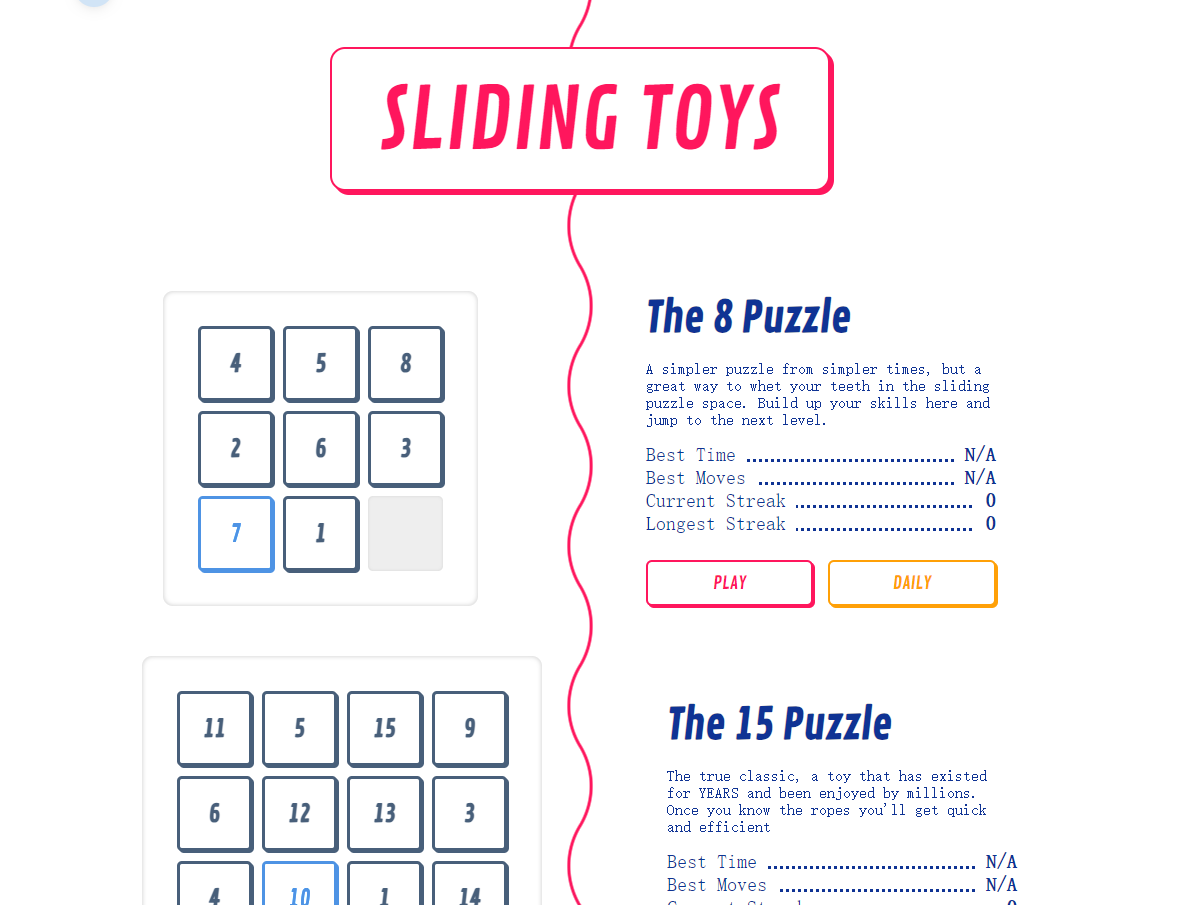 SLIDING TOYS
4 5 8
2 6 3
7 1
The 8 Puzzle
A simpler puzzle from simpler times, but a
great way to whet your teeth in the sliding
puzzle space. Build up your skills here and
jump to the next level.
Best Time N/A
Best Moves N/A
Current Streak 0
Longest Streak 0
PLAY DAILY
11 5 15 9
6 12 13 3
4 10 1 14
The 15 Puzzle
The true classic, a toy that has existed
for YEARS and been enjoyed by millions.
Once you know the ropes you'll get quick
and efficient
Best Time N/A
Best Moves N/A